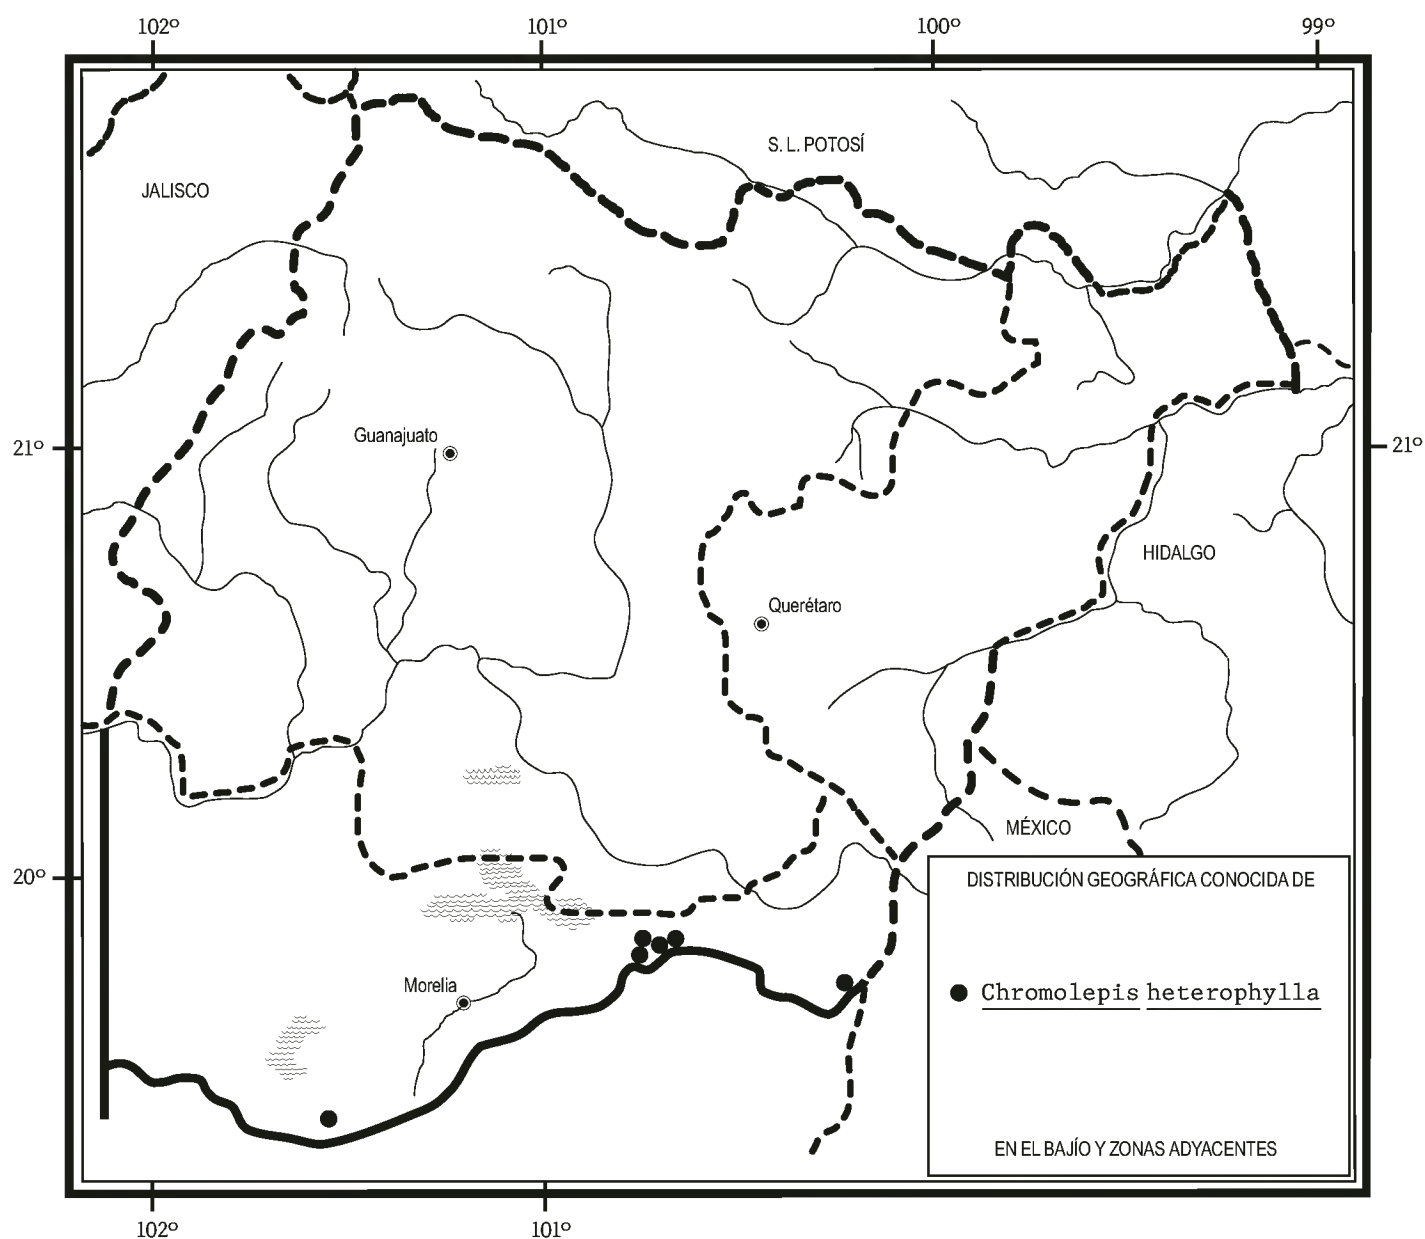 102º 101º 100º 99º
S. L. POTOSÍ
JALISCO
Guanajuato
21º
21º
HIDALGO
Querétaro
MÉXICO
20º
DISTRIBUCIÓN GEOGRÁFICA CONOCIDA DE
Morelia
Chromolepis heterophylla
EN EL BAJÍO Y ZONAS ADYACENTES
102º 101º